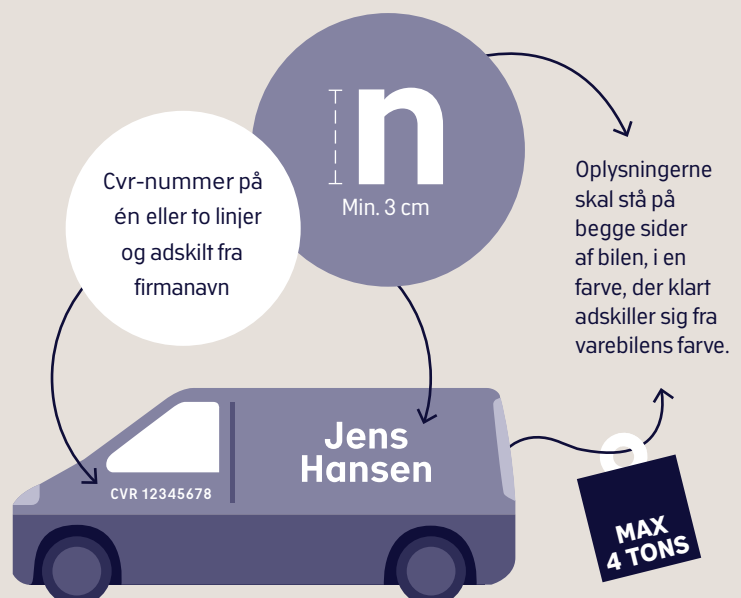 n
Min. 3 cm
Cvr-nummer på
én eller to linjer
og adskilt fra
firmanavn
Oplysningerne
skal stå på
begge sider
af bilen, i en
farve, der klart
adskiller sig fra
varebilens farve.
Jens
Hansen
CVR 12345678
MAX
4 TONS